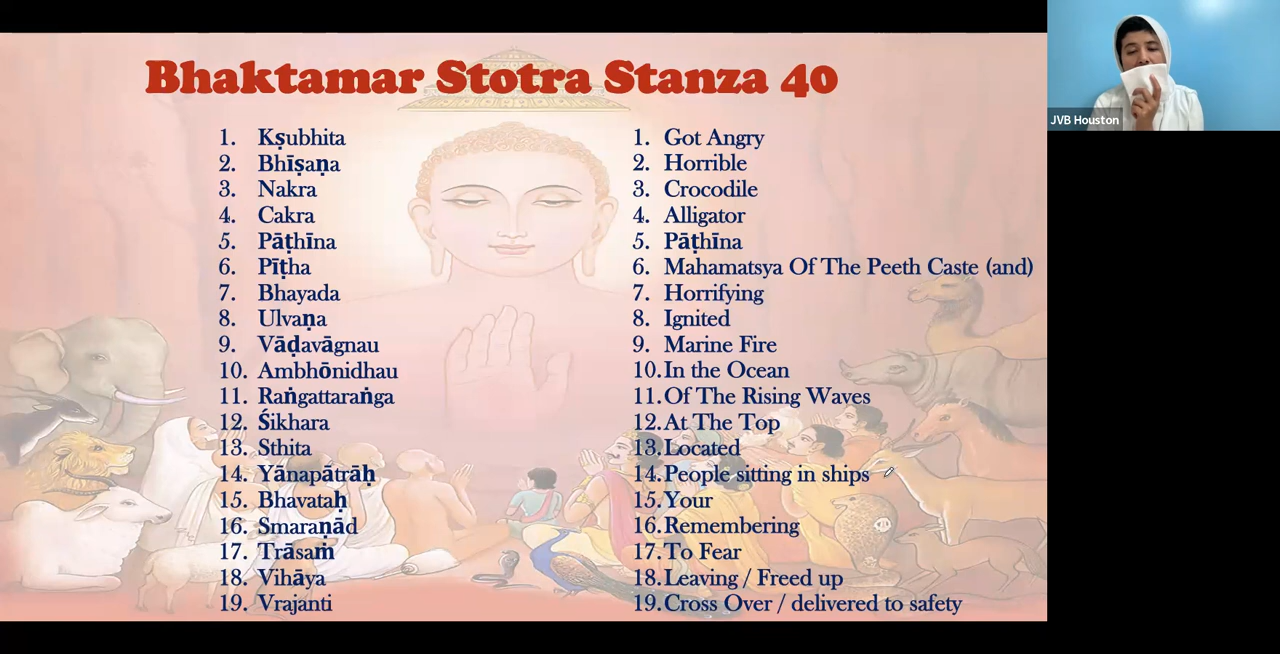 Bhaktamar Stotra Stanza 40
1. Kṣubhita
2. Bhīṣaṇa
3. Nakra
4. Cakra
5. Pāṭhīna
6. Pīṭha
7. Bhayada
8. Ulvaṇa
9. Vāḍavāgnau
10. Ambhōnidhau
11. Raṅgattaraṅga
12. Śikhara
13. Sthita
14. Yānapātrāḥ
15. Bhavataḥ
16. Smaraṇād
17. Trāsaṁ
18. Vihāya
19. Vrajanti
1. Got Angry
2. Horrible
3. Crocodile
4. Alligator
5. Pāṭhīna
6. Mahamatsya Of The Peeth Caste (and)
7. Horrifying
8. Ignited
9. Marine Fire
10. In the Ocean
11. Of The Rising Waves
12. At The Top
13. Located
14. People sitting in ships
15. Your
16. Remembering
17. To Fear
18. Leaving / Freed up
19. Cross Over / delivered to safety
JVB Houston